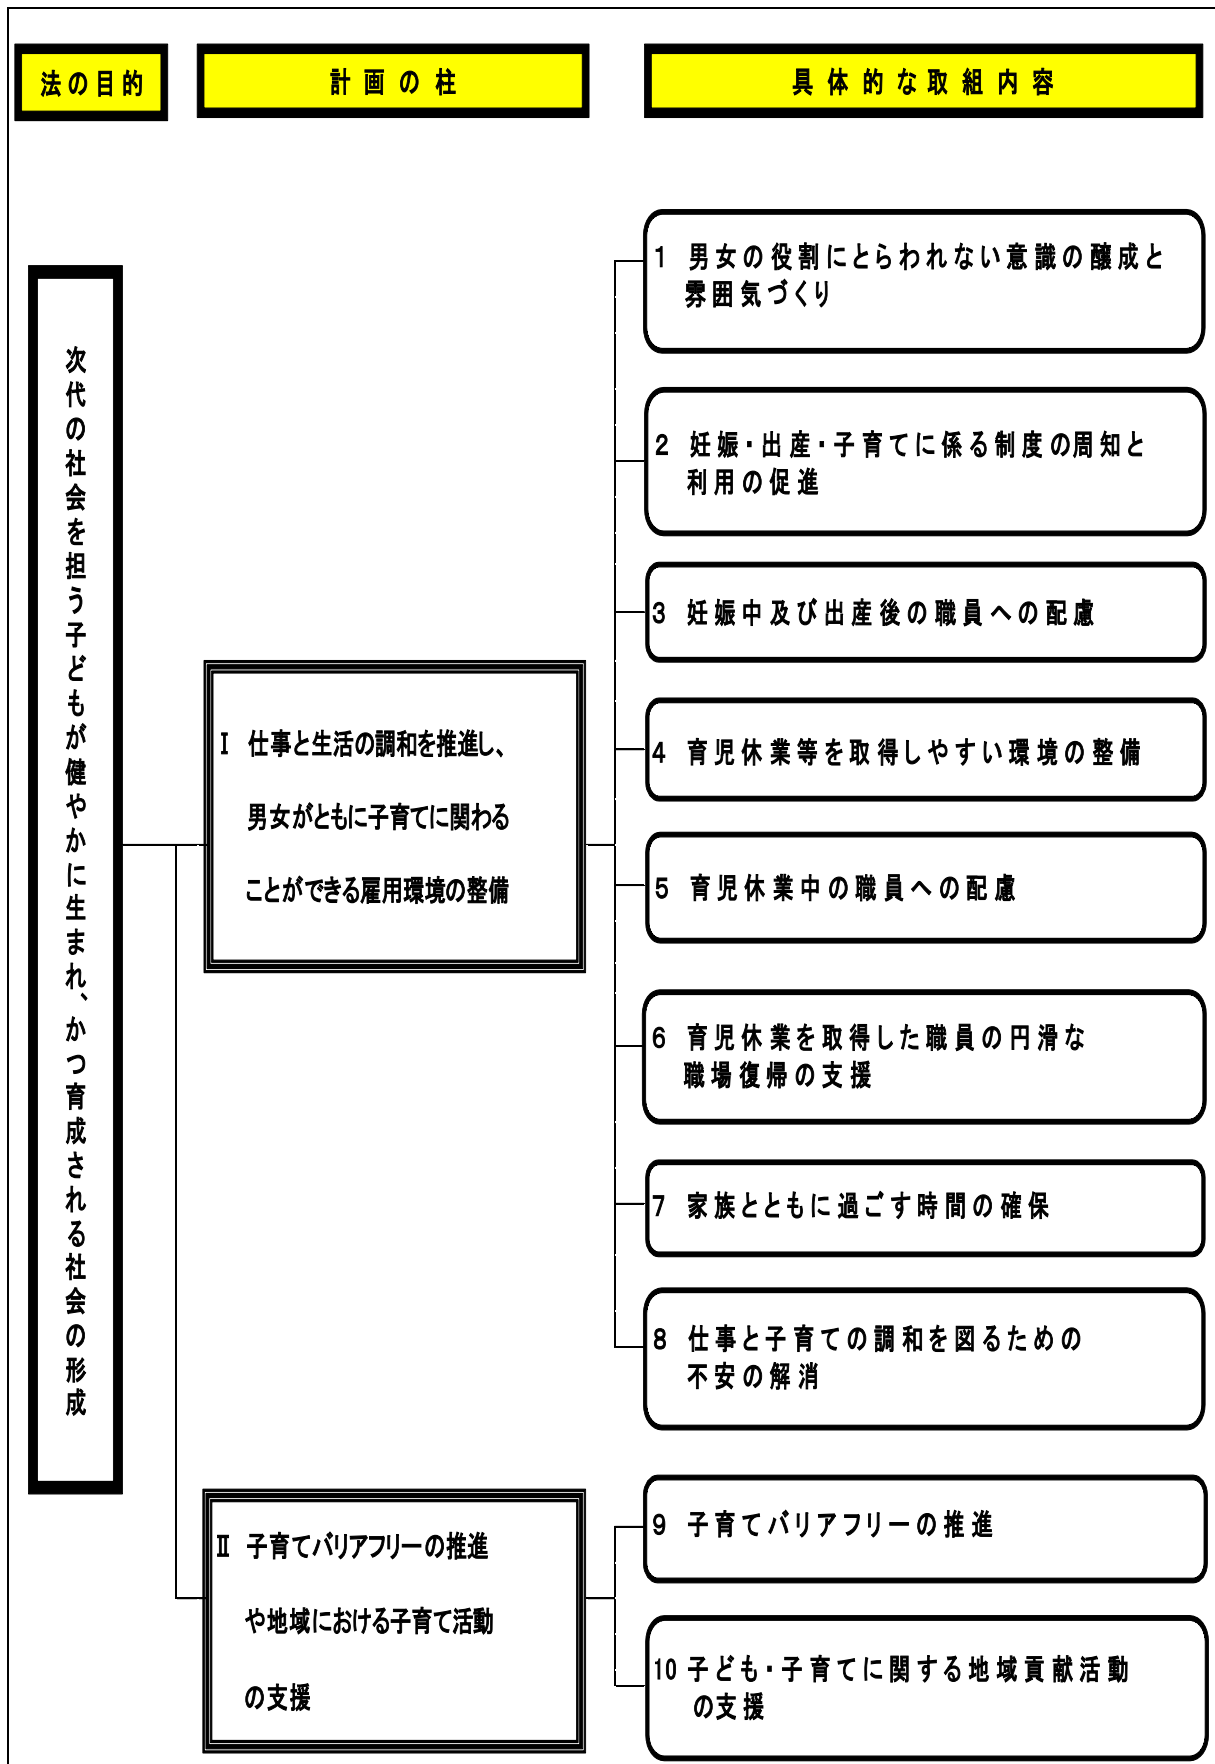 法の目的
計画の柱
具体的な取組内容
次代の社会を担う子どもが健やかに生まれ、かつ育成される社会の形成
Ⅰ 仕事と生活の調和を推進し、
男女がともに子育てに関わる
ことができる雇用環境の整備
1 男女の役割にとらわれない意識の醸成と
雰囲気づくり
2 妊娠・出産・子育てに係る制度の周知と
利用の促進
3 妊娠中及び出産後の職員への配慮
4 育児休業等を取得しやすい環境の整備
5 育児休業中の職員への配慮
6 育児休業を取得した職員の円滑な
職場復帰の支援
7 家族とともに過ごす時間の確保
8 仕事と子育ての調和を図るための
不安の解消
Ⅱ 子育てバリアフリーの推進
や地域における子育て活動
の支援
9 子育てバリアフリーの推進
10 子ども・子育てに関する地域貢献活動
の支援